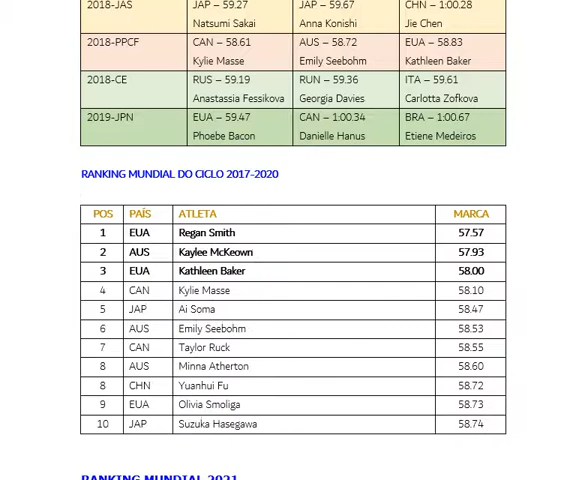 2018-JAS JAP – 59.27 JAP – 59.67 CHN – 1:00.28
Natsumi Sakai Anna Konishi Jie Chen
2018-PPCF CAN – 58.61 AUS – 58.72 EUA – 58.83
Kylie Masse Emily Seebohm Kathleen Baker
2018-CE RUS – 59.19 RUN – 59.36 ITA – 59.61
Anastassia Fessikova Georgia Davies Carlotta Zofkova
2019-JPN EUA – 59.47 CAN – 1:00.34 BRA – 1:00.67
Phoebe Bacon Danielle Hanus Etiene Medeiros
RANKING MUNDIAL DO CICLO 2017-2020
POS PAÍS ATLETA MARCA
1 EUA Regan Smith 57.57
2 AUS Kaylee McKeown 57.93
3 EUA Kathleen Baker 58.00
4 CAN Kylie Masse 58.10
5 JAP Ai Soma 58.47
6 AUS Emily Seebohm 58.53
7 CAN Taylor Ruck 58.55
8 AUS Minna Atherton 58.60
8 CHN Yuanhui Fu 58.72
9 EUA Olivia Smoliga 58.73
10 JAP Suzuka Hasegawa 58.74
RANKING MUNDIAL 2021